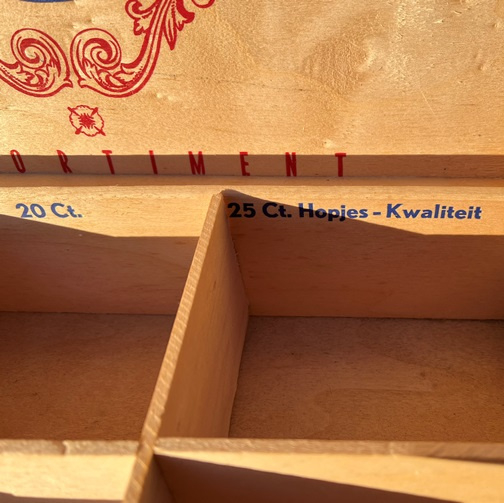 ORTIMENT
20 Ct.
25 Ct. Hopjes - Kwaliteit